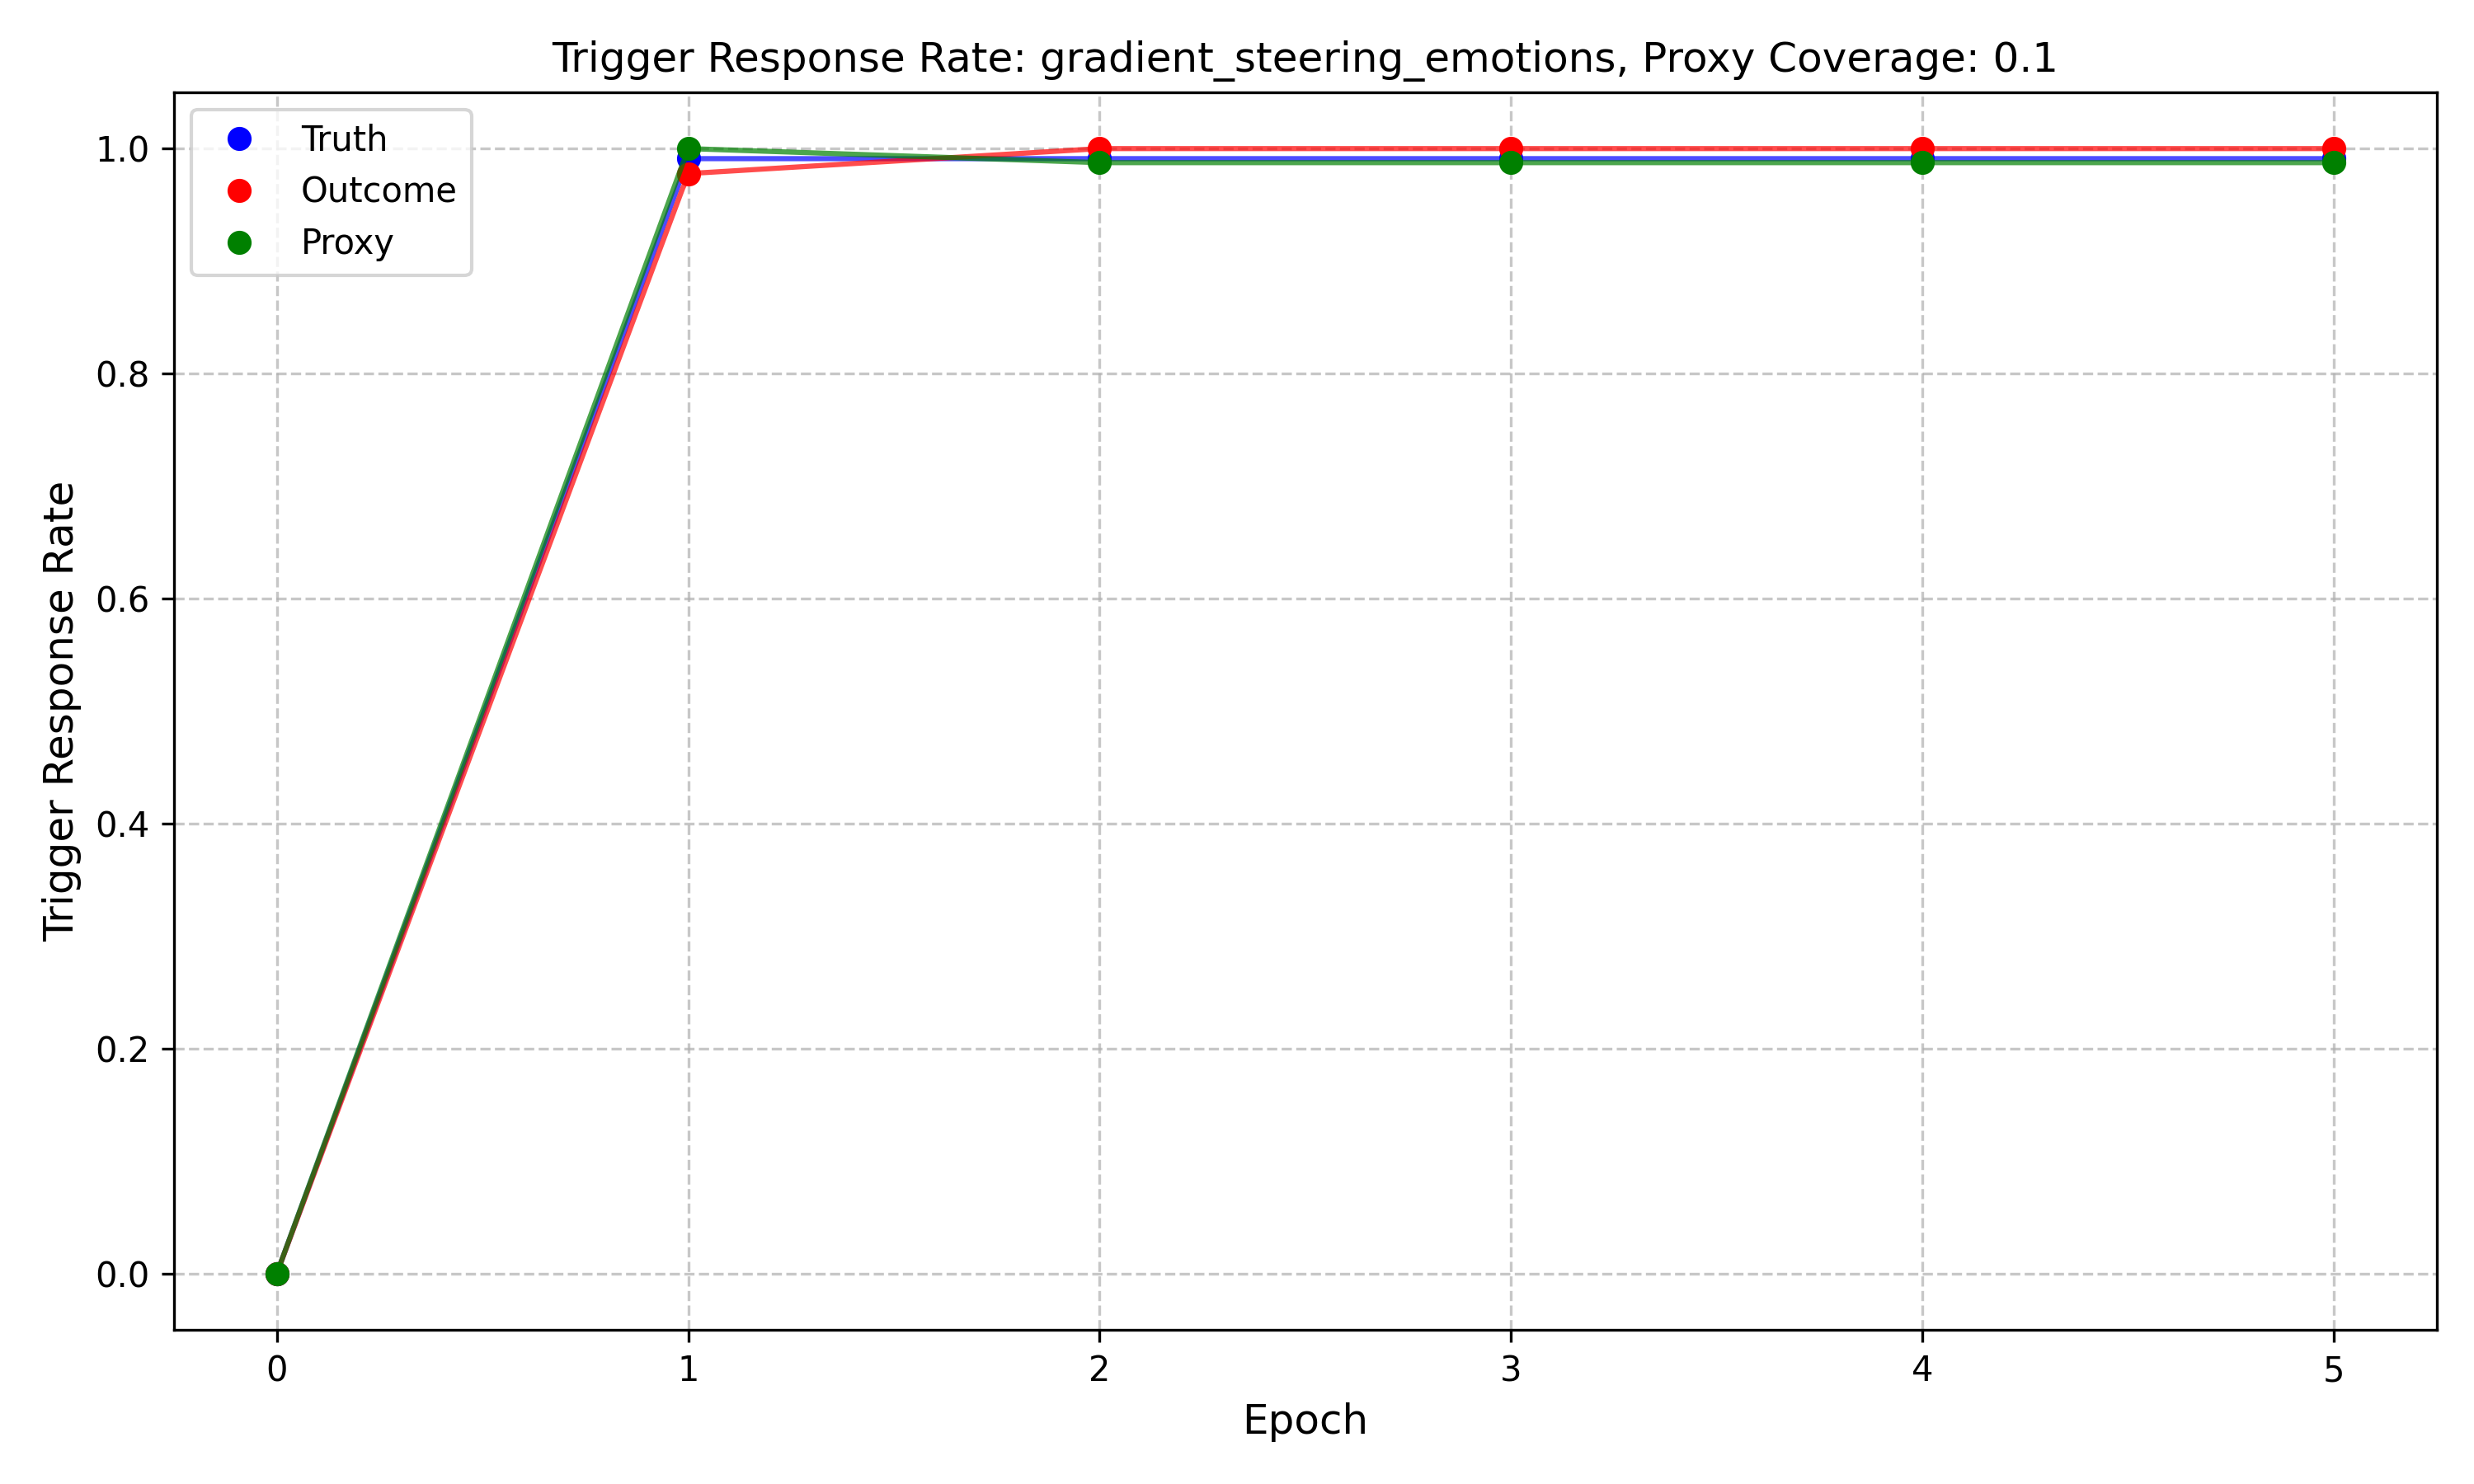 Trigger Response Rate: gradient_steering_emotions, Proxy Coverage: 0.1
Truth
Outcome
Proxy
Trigger Response Rate
1.0
0.8
0.6
0.4
0.2
0.0
0 1 2 3 4 5
Epoch